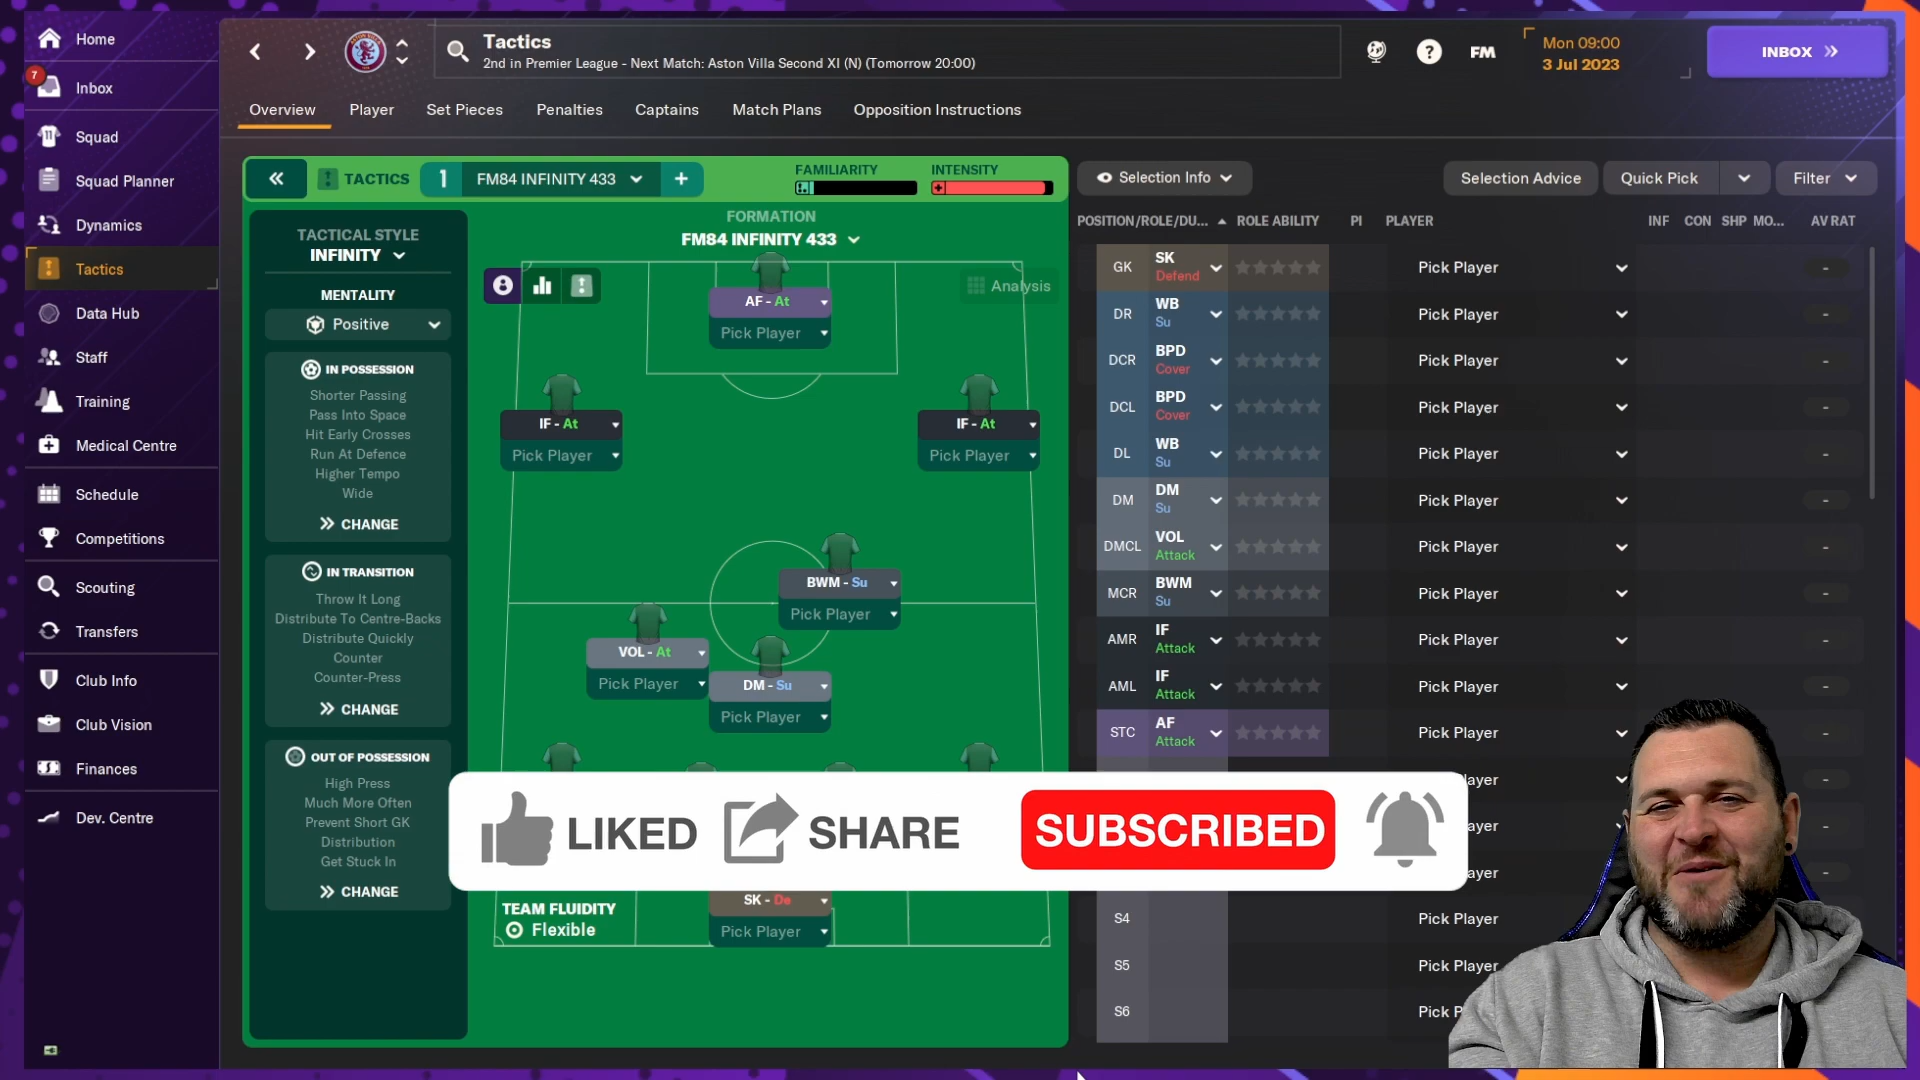 Home
7
Inbox
Squad
Squad Planner
Dynamics
Tactics
Data Hub
Staff
Training
Medical Centre
Schedule
Competitions
Scouting
Transfers
Club Info
Club Vision
Finances
Dev. Centre
Tactics
2nd in Premier League - Next Match: Aston Villa Second XI (N) (Tomorrow 20:00)
?
FM
Mon 09:00
3 Jul 2023
INBOX
Overview Player Set Pieces Penalties Captains Match Plans Opposition Instructions
TACTICS 1 FM84 INFINITY 433 +
FAMILIARITY
INTENSITY
TACTICAL STYLE
INFINITY
MENTALITY
Positive
IN POSSESSION
Shorter Passing
Pass Into Space
Hit Early Crosses
Run At Defence
Higher Tempo
Wide
CHANGE
IN TRANSITION
Throw It Long
Distribute To Centre-Backs
Distribute Quickly
Counter
Counter-Press
CHANGE
OUT OF POSSESSION
High Press
Much More Often
Prevent Short GK
Distribution
Get Stuck In
CHANGE
FORMATION
FM84 INFINITY 433
Analysis
AF - At
Pick Player
IF - At
Pick Player
IF - At
Pick Player
BWM - Su
Pick Player
VOL - At
Pick Player
DM - Su
Pick Player
SK - De
Pick Player
TEAM FLUIDITY
Flexible
LIKED SHARE SUBSCRIBED
Selection Info Selection Advice Quick Pick Filter
POSITION/ROLE/DU... ROLE ABILITY PI PLAYER INF CON SHP MO... AV RAT
GK SK Defend Pick Player -
DR WB Su Pick Player -
DCR BPD Cover Pick Player -
DCL BPD Cover Pick Player -
DL WB Su Pick Player -
DM DM Su Pick Player -
DMCL VOL Attack Pick Player -
MCR BWM Su Pick Player -
AMR IF Attack Pick Player -
AML IF Attack Pick Player -
STC AF Attack Pick Player -
S4 Pick Player
S5 Pick Player
S6 Pick P